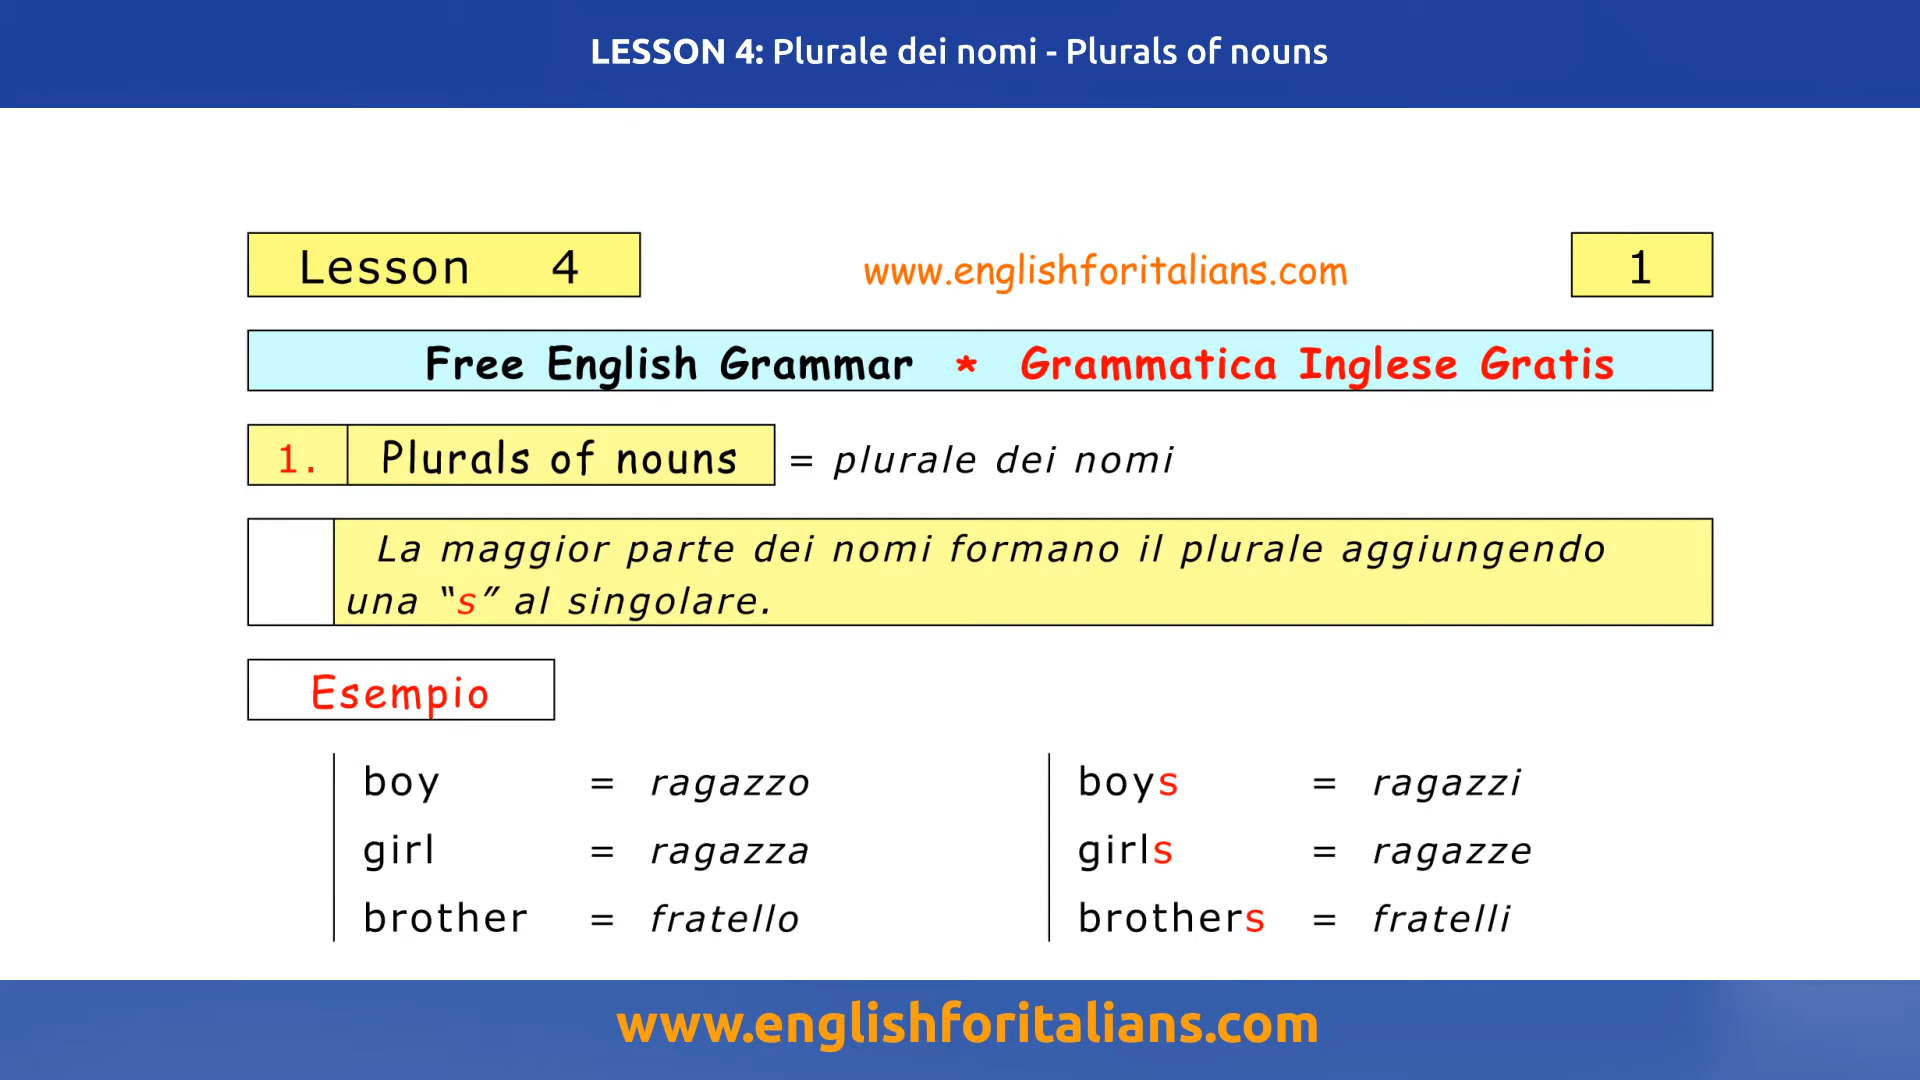 LESSON 4: Plurale dei nomi - Plurals of nouns
Lesson 4 www.englishforitalians.com 1
Free English Grammar * Grammatica Inglese Gratis
1. Plurals of nouns = plurale dei nomi
La maggior parte dei nomi formano il plurale aggiungendo
una “s” al singolare.
Esempio
boy = ragazzo boys = ragazzi
girl = ragazza girls = ragazze
brother = fratello brothers = fratelli
www.englishforitalians.com